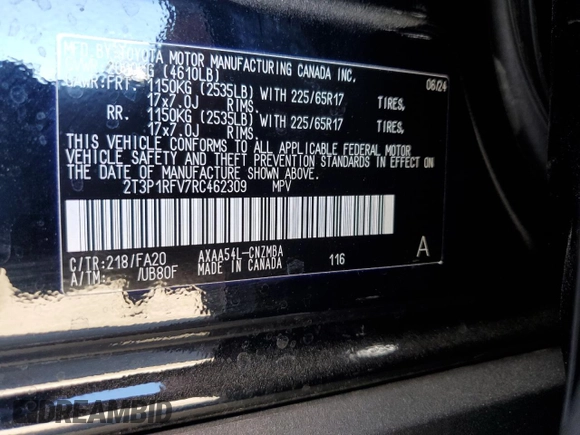 MFD. BY: TOYOTA MOTOR MANUFACTURING CANADA INC.
(4610LB) 06/24
FRT. 1150KG (2535LB) WITH 225/65R17 TIRES,
17x7.0J RIMS.
RR. 1150KG (2535LB) WITH 225/65R17 TIRES,
17x7.0J RIMS.
THIS VEHICLE CONFORMS TO ALL APPLICABLE FEDERAL MOTOR
VEHICLE SAFETY AND THEFT PREVENTION STANDARDS IN EFFECT ON
THE DATE OF MANUFACTURE SHOWN ABOVE.
2T3P1RFV7RC462309 MPV
C/TR:218/FA20 AXAA54L-CNZMBA 116 A
A/TM: /UB80F MADE IN CANADA
DREAMBID